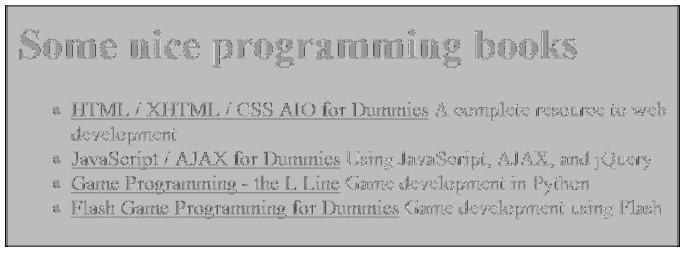 Some nice programming books
HTML / XHTML / CSS AIO for Dummies A complete resource to web
development
JavaScript / AJAX for Dummies Using JavaScript, AJAX, and jQuery
Game Programming - the L Line Game development in Python
Flash Game Programming for Dummies Game development using Flash